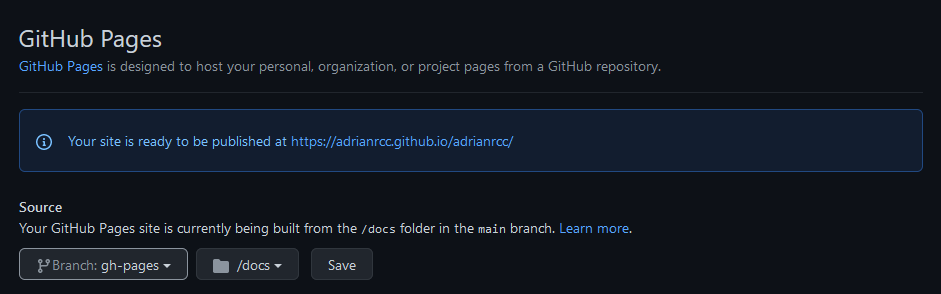 GitHub Pages
GitHub Pages is designed to host your personal, organization, or project pages from a GitHub repository.
Your site is ready to be published at https://adrianrcc.github.io/adrianrcc/
Source
Your GitHub Pages site is currently being built from the /docs folder in the main branch. Learn more.
Branch: gh-pages /docs Save